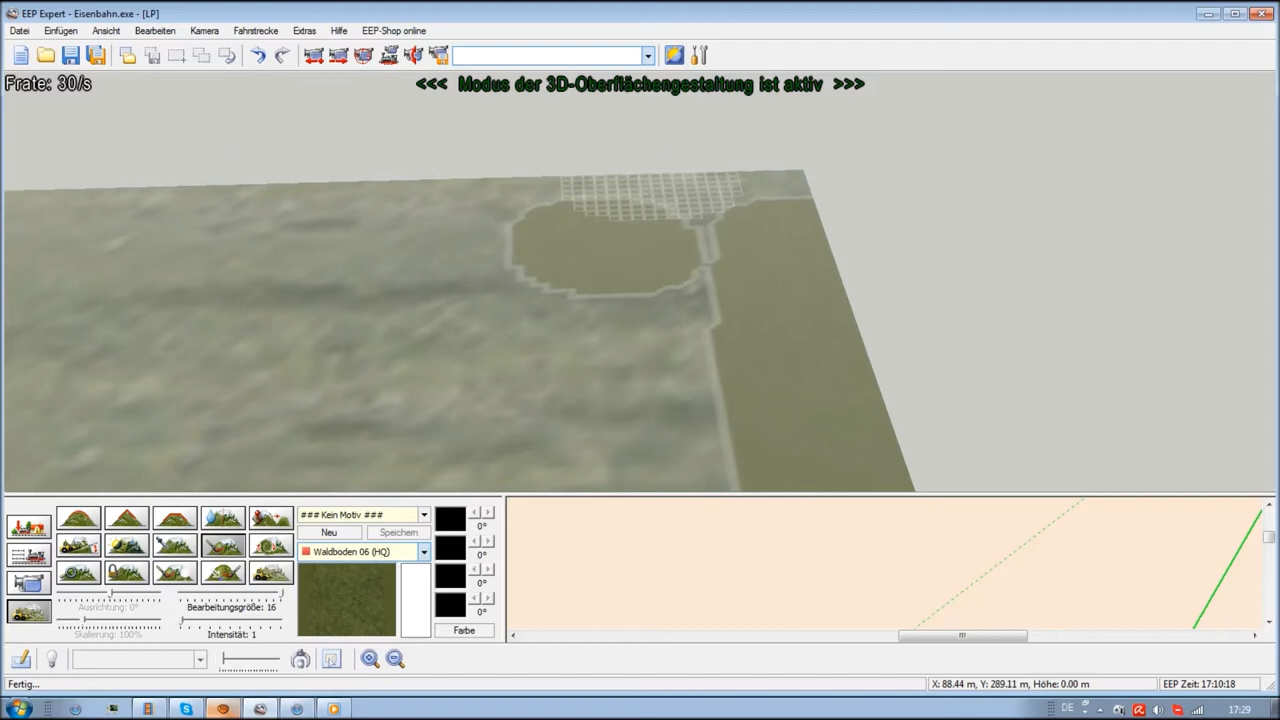 EEP Expert - Eisenbahn.exe - [LP]
Datei Einfügen Ansicht Bearbeiten Kamera Fahrstrecke Extras Hilfe EEP-Shop online
Frate: 30/s
<<< Modus der 3D-Oberflächengestaltung ist aktiv >>>
### Kein Motiv ###
Neu Speichern
0°
Waldboden 06 (HQ)
0°
0°
Ausrichtung: 0° Bearbeitungsgröße: 16
0°
Skalierung: 100% Intensität: 1
Farbe
Fertig... X: 88.44 m, Y: 289.11 m, Höhe: 0.00 m EEP Zeit: 17:10:18
DE 17:29